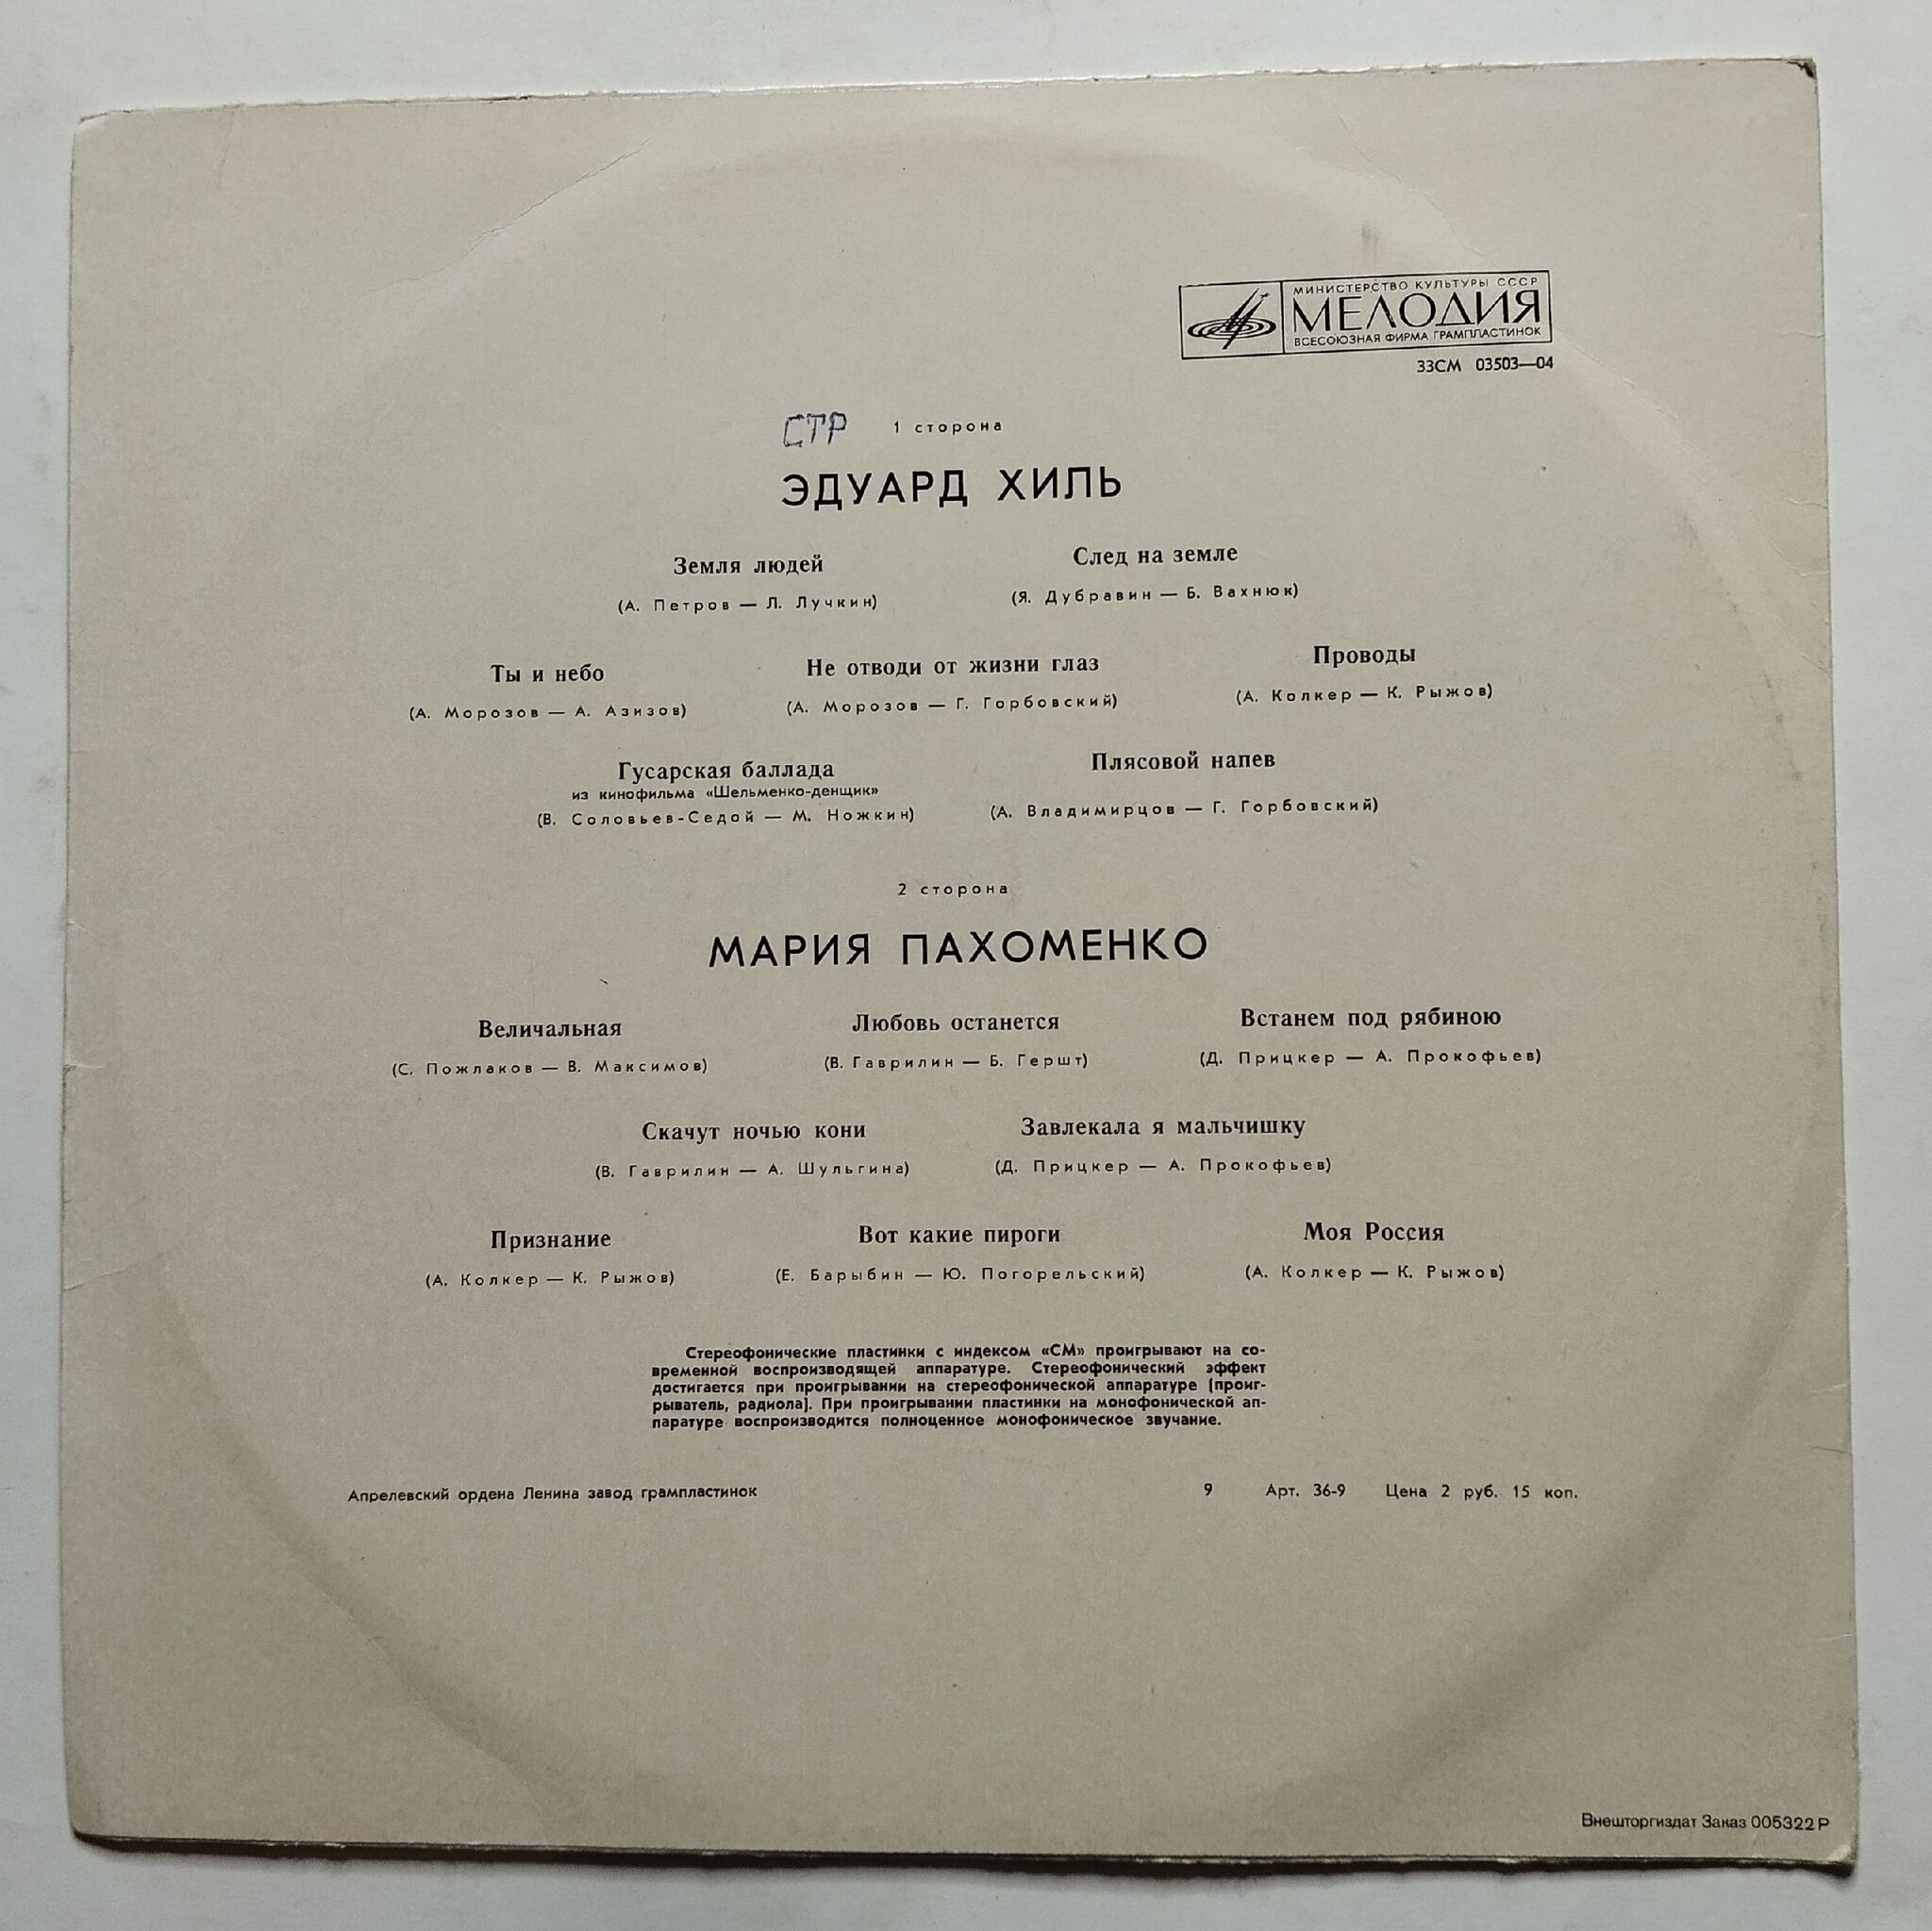 МИНИСТЕРСТВО КУЛЬТУРЫ СССР
МЕЛОДИЯ
ВСЕСОЮЗНАЯ ФИРМА ГРАМПЛАСТИНОК
33СМ 03503—04
СТР 1 сторона
ЭДУАРД ХИЛЬ
Земля людей След на земле
(А. Петров — Л. Лучкин) (Я. Дубравин — Б. Вахнюк)
Ты и небо Не отводи от жизни глаз Проводы
(А. Морозов — А. Азизов) (А. Морозов — Г. Горбовский) (А. Колкер — К. Рыжов)
Гусарская баллада Плясовой напев
из кинофильма «Шельменко-денщик»
(В. Соловьев-Седой — М. Ножкин) (А. Владимирцов — Г. Горбовский)
2 сторона
МАРИЯ ПАХОМЕНКО
Величальная Любовь останется Встанем под рябиною
(С. Пожлаков — В. Максимов) (В. Гаврилин — Б. Гершт) (Д. Прицкер — А. Прокофьев)
Скачут ночью кони Завлекала я мальчишку
(В. Гаврилин — А. Шульгина) (Д. Прицкер — А. Прокофьев)
Признание Вот какие пироги Моя Россия
(А. Колкер — К. Рыжов) (Е. Барыбин — Ю. Погорельский) (А. Колкер — К. Рыжов)
Стереофонические пластинки с индексом «СМ» проигрывают на со-
временной воспроизводящей аппаратуре. Стереофонический эффект
достигается при проигрывании на стереофонической аппаратуре (проиг-
рыватель, радиола). При проигрывании пластинки на монофонической ап-
паратуре воспроизводится полноценное монофоническое звучание.
Апрелевский ордена Ленина завод грампластинок 9 Арт. 36-9 Цена 2 руб. 15 коп.
Внешторгиздат Заказ 005322Р